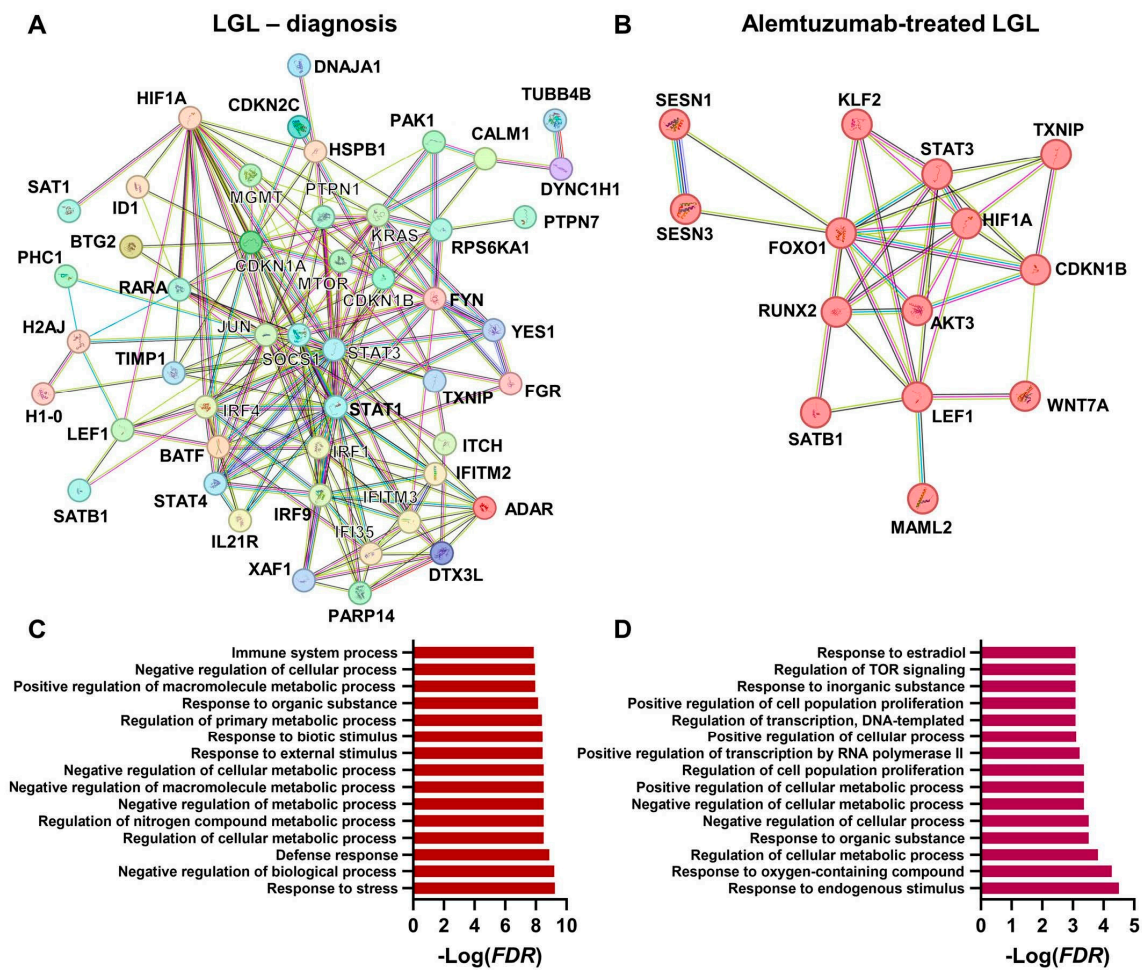 A
LGL – diagnosis
B
Alemtuzumab-treated LGL
DNAJA1
HIF1A
CDKN2C
TUBB4B
PAK1
CALM1
HSPB1
MGMT
PTPN1
DYNC1H1
SAT1
ID1
KRAS
PTPN7
BTG2
RPS6KA1
PHC1
CDKN1A
MTOR
RARA
CDKN1B
FYN
H2AJ
JUN
YES1
SOCS1
STAT3
TIMP1
H1-0
TXNIP
FGR
IRF4
STAT1
LEF1
BATF
IRF1
ITCH
IFITM2
STAT4
SATB1
IRF9
IFITM3
ADAR
IL21R
IFI35
XAF1
DTX3L
PARP14
SESN1
KLF2
TXNIP
STAT3
SESN3
HIF1A
FOXO1
CDKN1B
RUNX2
AKT3
LEF1
WNT7A
SATB1
MAML2
C
Immune system process
Negative regulation of cellular process
Positive regulation of macromolecule metabolic process
Response to organic substance
Regulation of primary metabolic process
Response to biotic stimulus
Response to external stimulus
Negative regulation of cellular metabolic process
Negative regulation of macromolecule metabolic process
Negative regulation of metabolic process
Regulation of nitrogen compound metabolic process
Regulation of cellular metabolic process
Defense response
Negative regulation of biological process
Response to stress
0 2 4 6 8 10
-Log(FDR)
D
Response to estradiol
Regulation of TOR signaling
Response to inorganic substance
Positive regulation of cell population proliferation
Regulation of transcription, DNA-templated
Positive regulation of cellular process
Positive regulation of transcription by RNA polymerase II
Regulation of cell population proliferation
Positive regulation of cellular metabolic process
Negative regulation of cellular metabolic process
Negative regulation of cellular process
Response to organic substance
Regulation of cellular metabolic process
Response to oxygen-containing compound
Response to endogenous stimulus
0 1 2 3 4 5
-Log(FDR)